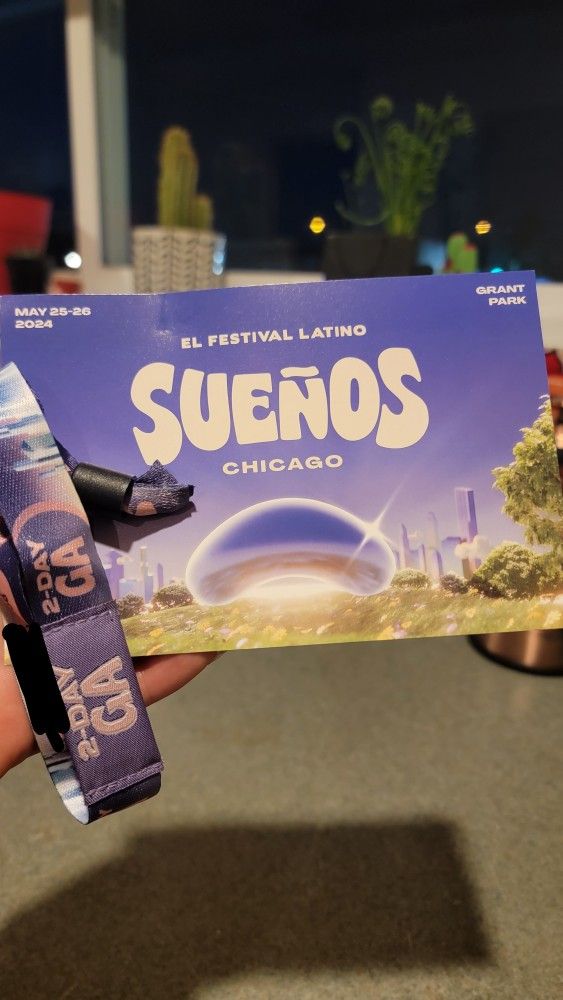 MAY 25-26
2024
GRANT
PARK
EL FESTIVAL LATINO
SUEÑOS
CHICAGO
2-DAY
GA
2-DAY
GA